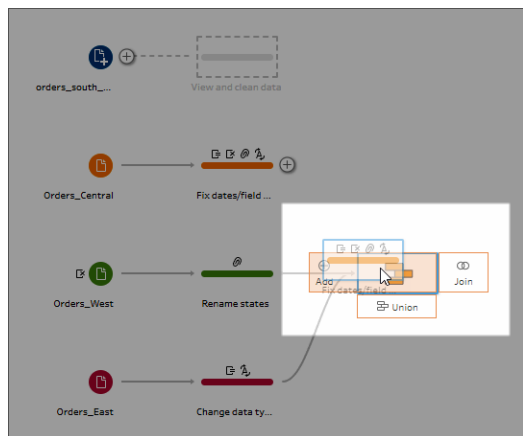 orders_south_...
View and clean data
Orders_Central
Fix dates/field ...
Add
Fix dates/field
Join
Union
Orders_West
Rename states
Orders_East
Change data ty...